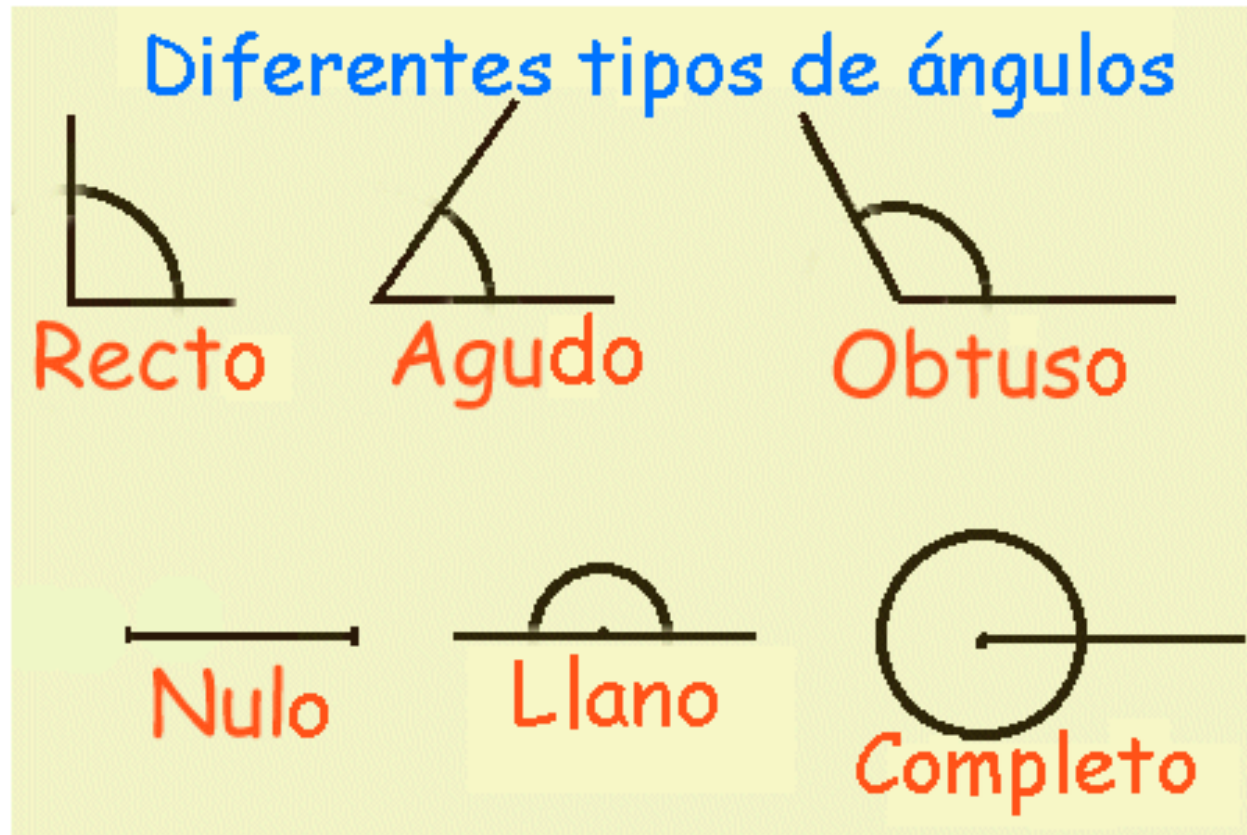 Diferentes tipos de ángulos
Recto
Agudo
Obtuso
Nulo
Llano
Completo